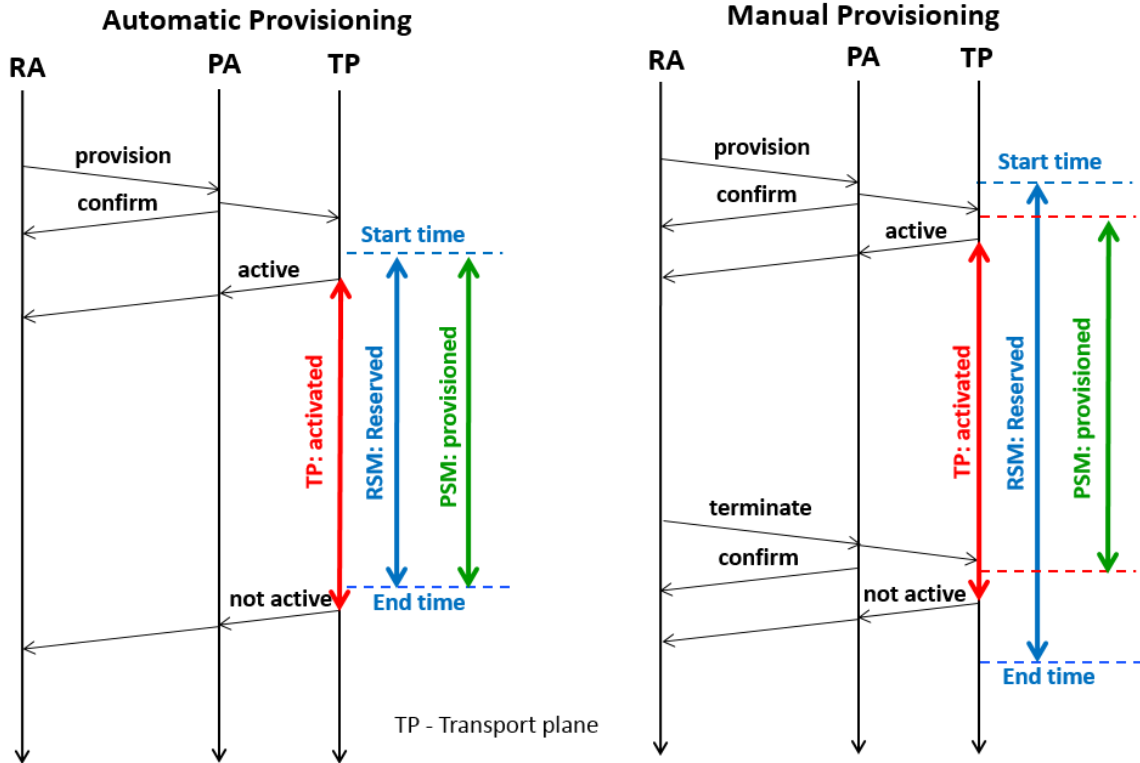 Automatic Provisioning
RA
PA
TP
provision
confirm
Start time
active
TP: activated
RSM: Reserved
PSM: provisioned
not active
End time
TP - Transport plane
Manual Provisioning
RA
PA
TP
provision
Start time
confirm
active
TP: activated
RSM: Reserved
PSM: provisioned
terminate
confirm
not active
End time